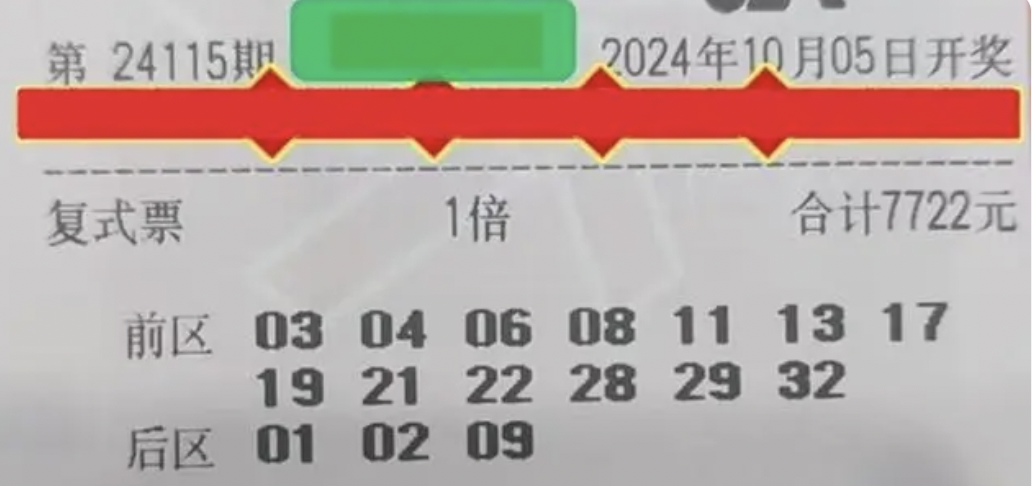 第 24115期 2024年10月05日开奖
复式票 1倍 合计7722元
前区 03 04 06 08 11 13 17
19 21 22 28 29 32
后区 01 02 09